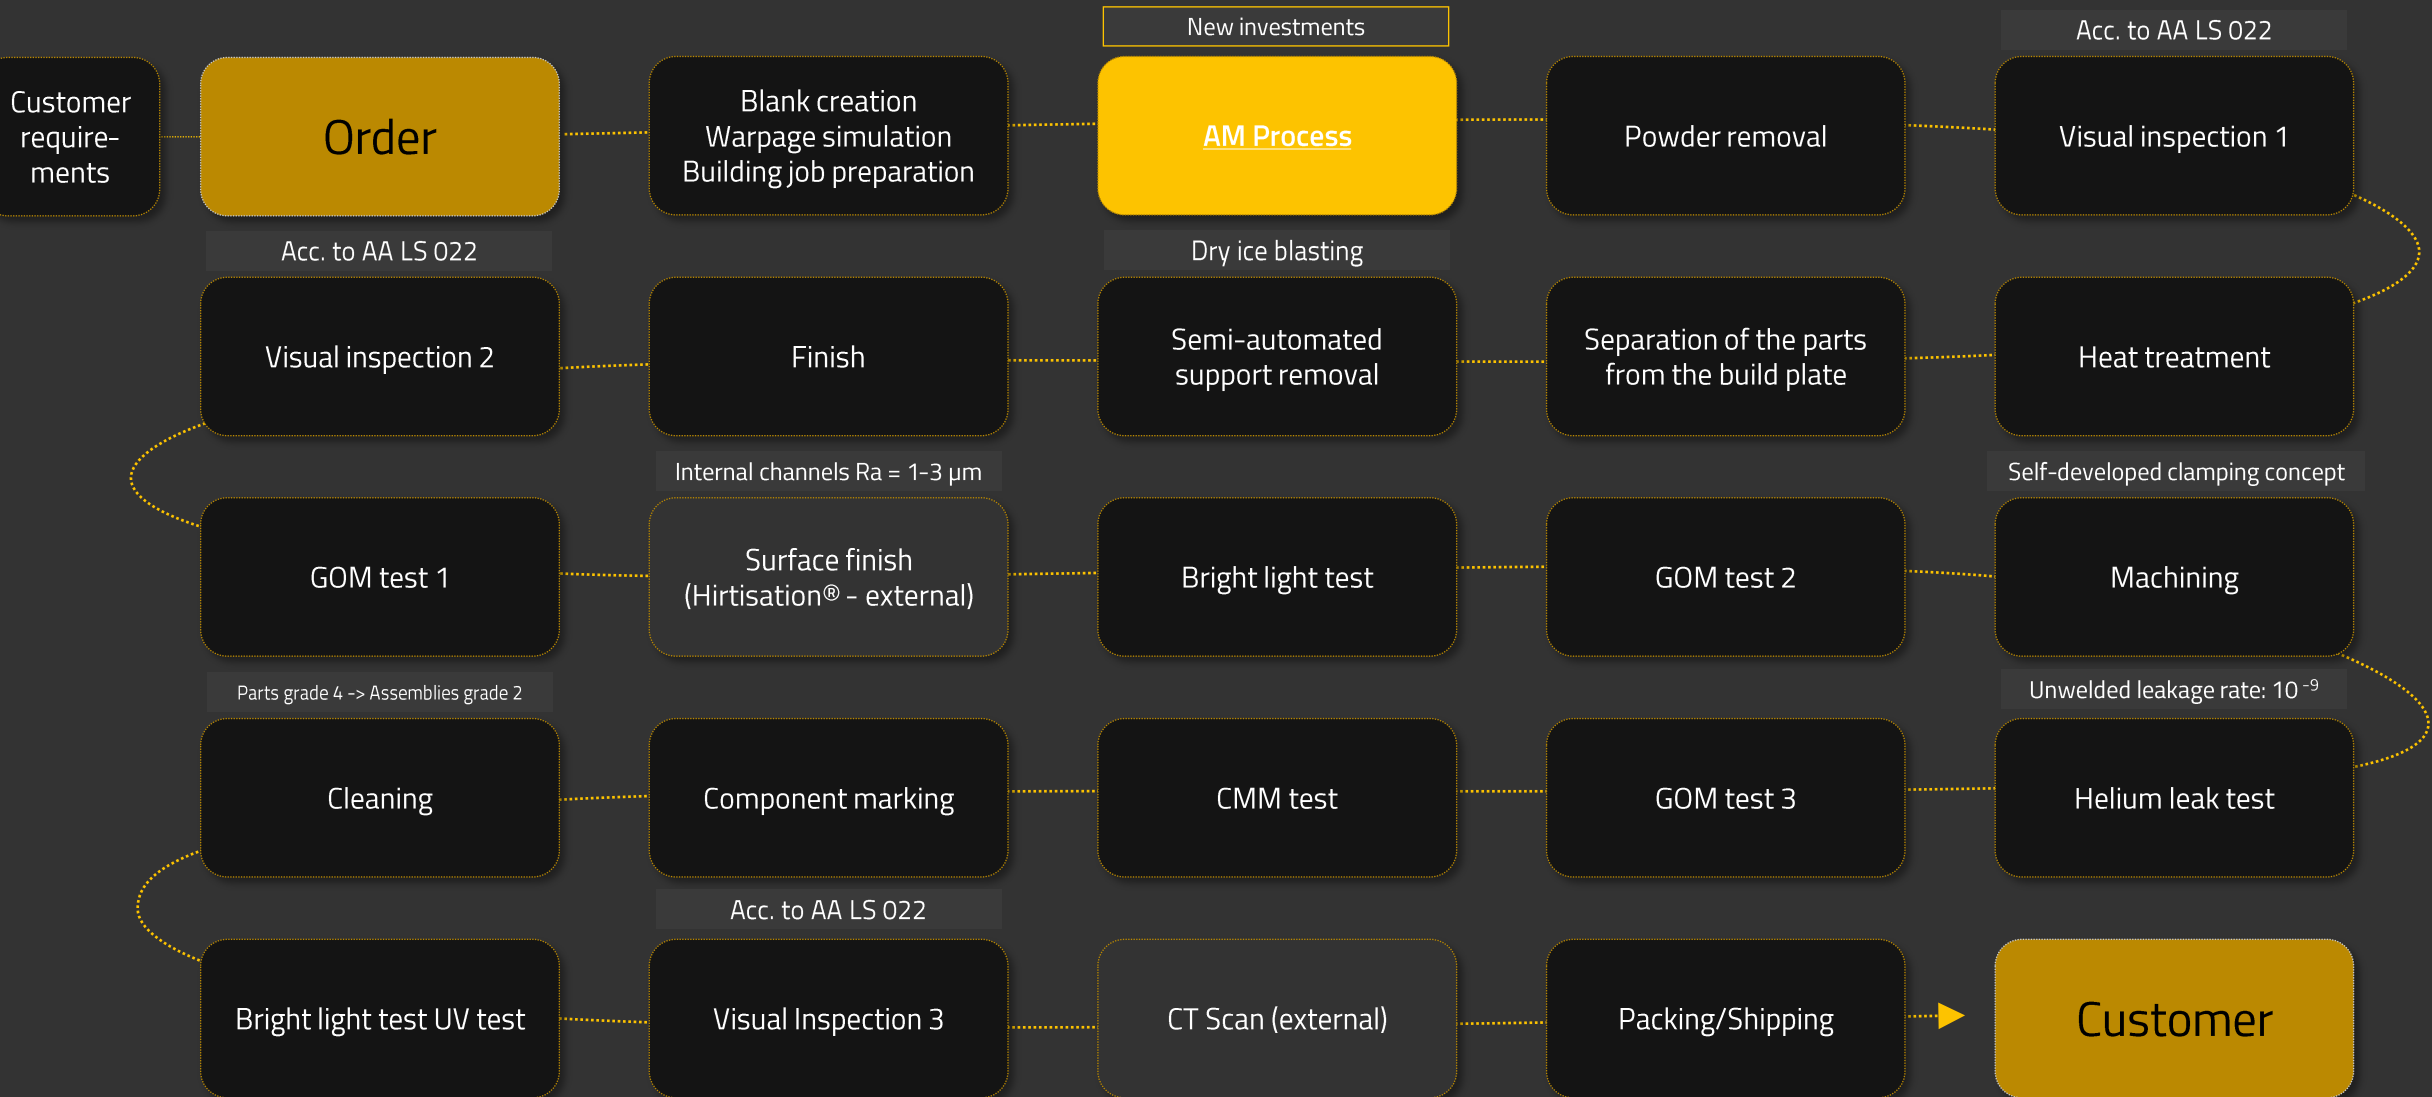 New investments
Acc. to AA LS 022
Customer
require-
ments
Order
Blank creation
Warpage simulation
Building job preparation
AM Process
Powder removal
Visual inspection 1
Acc. to AA LS 022
Dry ice blasting
Visual inspection 2
Finish
Semi-automated
support removal
Separation of the parts
from the build plate
Heat treatment
Internal channels Ra = 1-3 µm
Self-developed clamping concept
GOM test 1
Surface finish
(Hirtisation® - external)
Bright light test
GOM test 2
Machining
Parts grade 4 -> Assemblies grade 2
Unwelded leakage rate: 10⁻⁹
Cleaning
Component marking
CMM test
GOM test 3
Helium leak test
Acc. to AA LS 022
Bright light test UV test
Visual Inspection 3
CT Scan (external)
Packing/Shipping
Customer